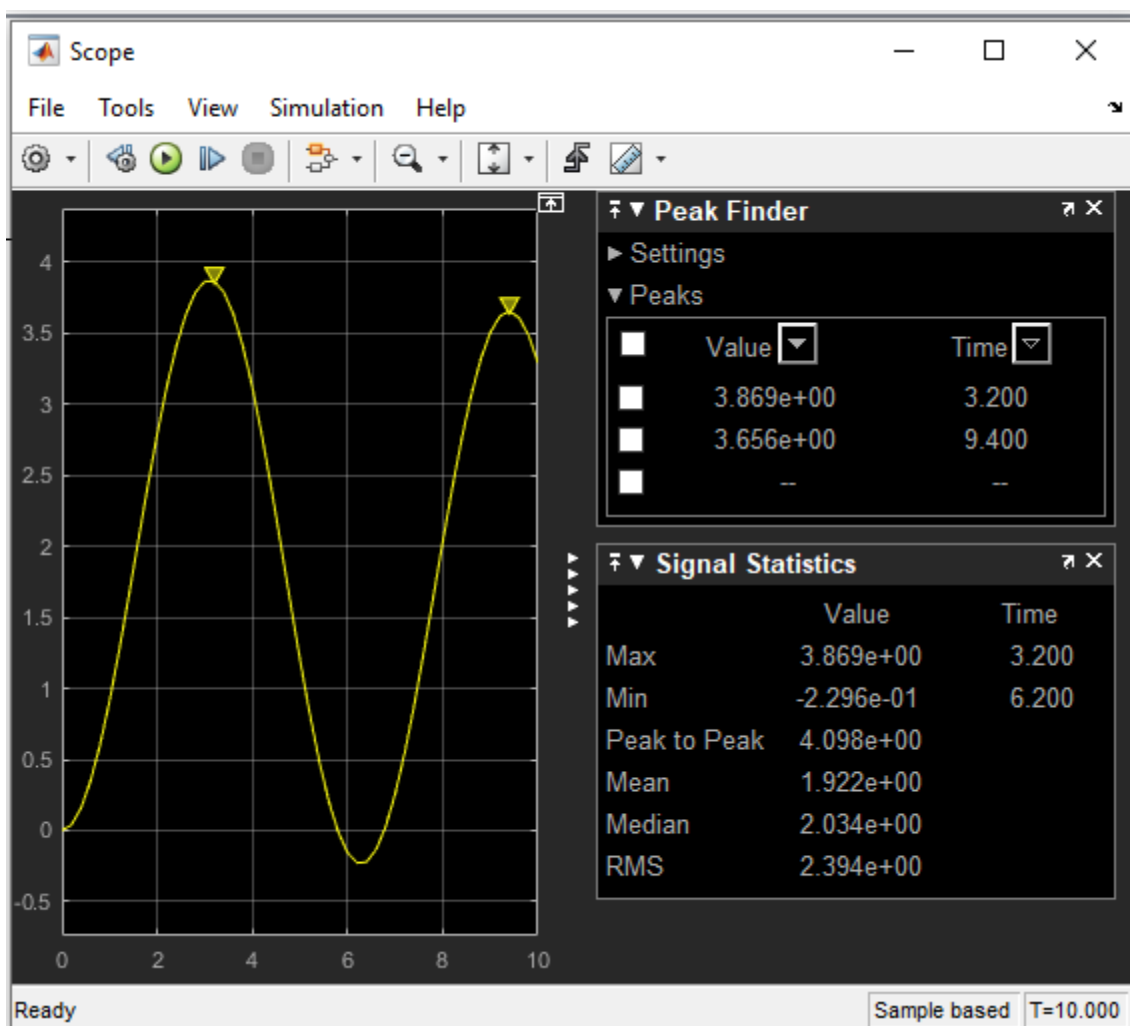 Scope
File Tools View Simulation Help
4
3.5
3
2.5
2
1.5
1
0.5
0
-0.5
0 2 4 6 8 10
Peak Finder
Settings
Peaks
Value Time
3.869e+00 3.200
3.656e+00 9.400
-- --
Signal Statistics
Value Time
Max 3.869e+00 3.200
Min -2.296e-01 6.200
Peak to Peak 4.098e+00
Mean 1.922e+00
Median 2.034e+00
RMS 2.394e+00
Ready Sample based T=10.000